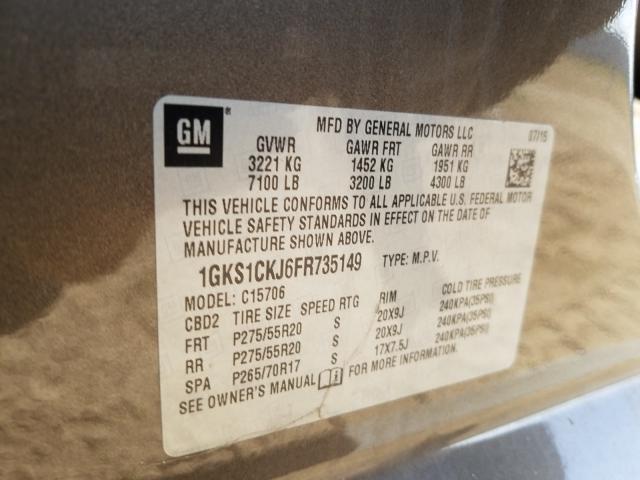 GM®
MFD BY GENERAL MOTORS LLC 07/15
GVWR GAWR FRT GAWR RR
3221 KG 1452 KG 1951 KG
7100 LB 3200 LB 4300 LB
THIS VEHICLE CONFORMS TO ALL APPLICABLE U.S. FEDERAL MOTOR
VEHICLE SAFETY STANDARDS IN EFFECT ON THE DATE OF
MANUFACTURE SHOWN ABOVE.
1GKS1CKJ6FR735149 TYPE: M.P.V.
MODEL: C15706
CBD2 TIRE SIZE SPEED RTG RIM COLD TIRE PRESSURE
FRT P275/55R20 S 20X9J 240KPA(35PSI)
RR P275/55R20 S 20X9J 240KPA(35PSI)
SPA P265/70R17 S 17X7.5J 240KPA(35PSI)
SEE OWNER'S MANUAL FOR MORE INFORMATION.